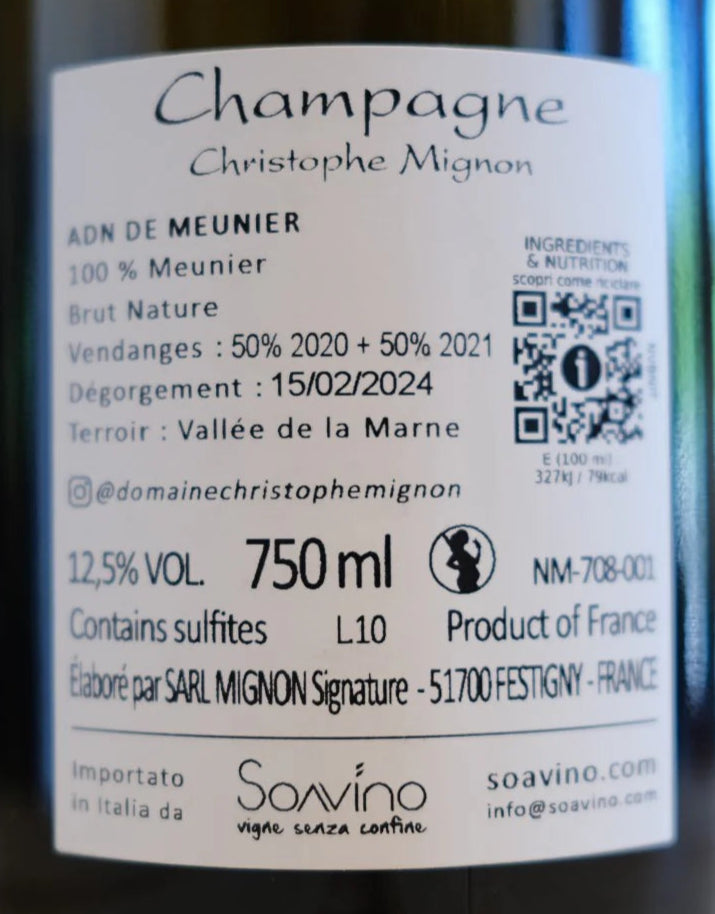 Champagne
Christophe Mignon
ADN DE MEUNIER
100 % Meunier
Brut Nature
Vendanges : 50% 2020 + 50% 2021
Dégorgement : 15/02/2024
Terroir : Vallée de la Marne
INGREDIENTS
& NUTRITION
scopri come riciclare
E (100 ml) :
327kJ / 79kcal
@domainechristophemignon
12,5% VOL. 750 ml NM-708-001
Contains sulfites L10 Product of France
Élaboré par SARL MIGNON Signature - 51700 FESTIGNY - FRANCE
Importato
in Italia da
Soavino
vigne senza confine
soavino.com
info@soavino.com